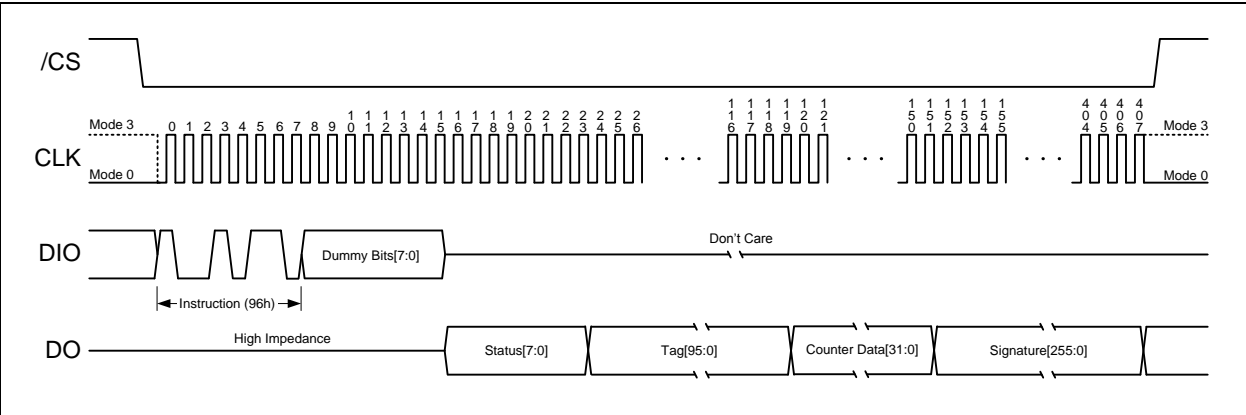 /CS
0 1 2 3 4 5 6 7 8 9 10 11 12 13 14 15 16 17 18 19 20 21 22 23 24 25 26 116 117 118 119 120 121 150 151 152 153 154 155 404 405 406 407
Mode 3
Mode 3
CLK
. . .
. . .
. . .
Mode 0
Mode 0
DIO
Dummy Bits[7:0]
Don't Care
Instruction (96h)
High Impedance
DO
Status[7:0]
Tag[95:0]
Counter Data[31:0]
Signature[255:0]